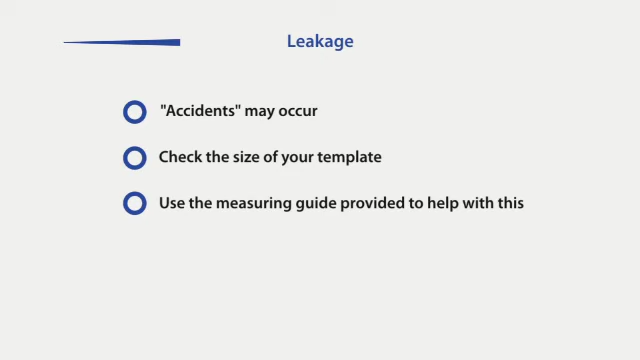 Leakage
"Accidents" may occur
Check the size of your template
Use the measuring guide provided to help with this